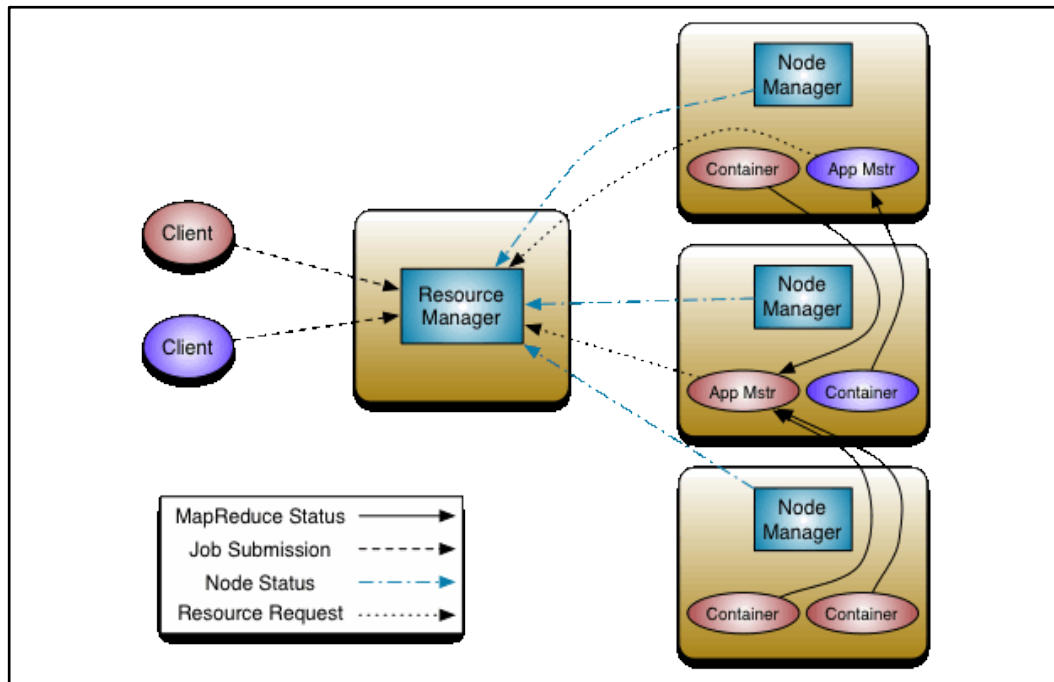 Client
Client
Resource
Manager
Node
Manager
Container
App Mstr
Node
Manager
App Mstr
Container
Node
Manager
Container
Container
MapReduce Status
Job Submission
Node Status
Resource Request